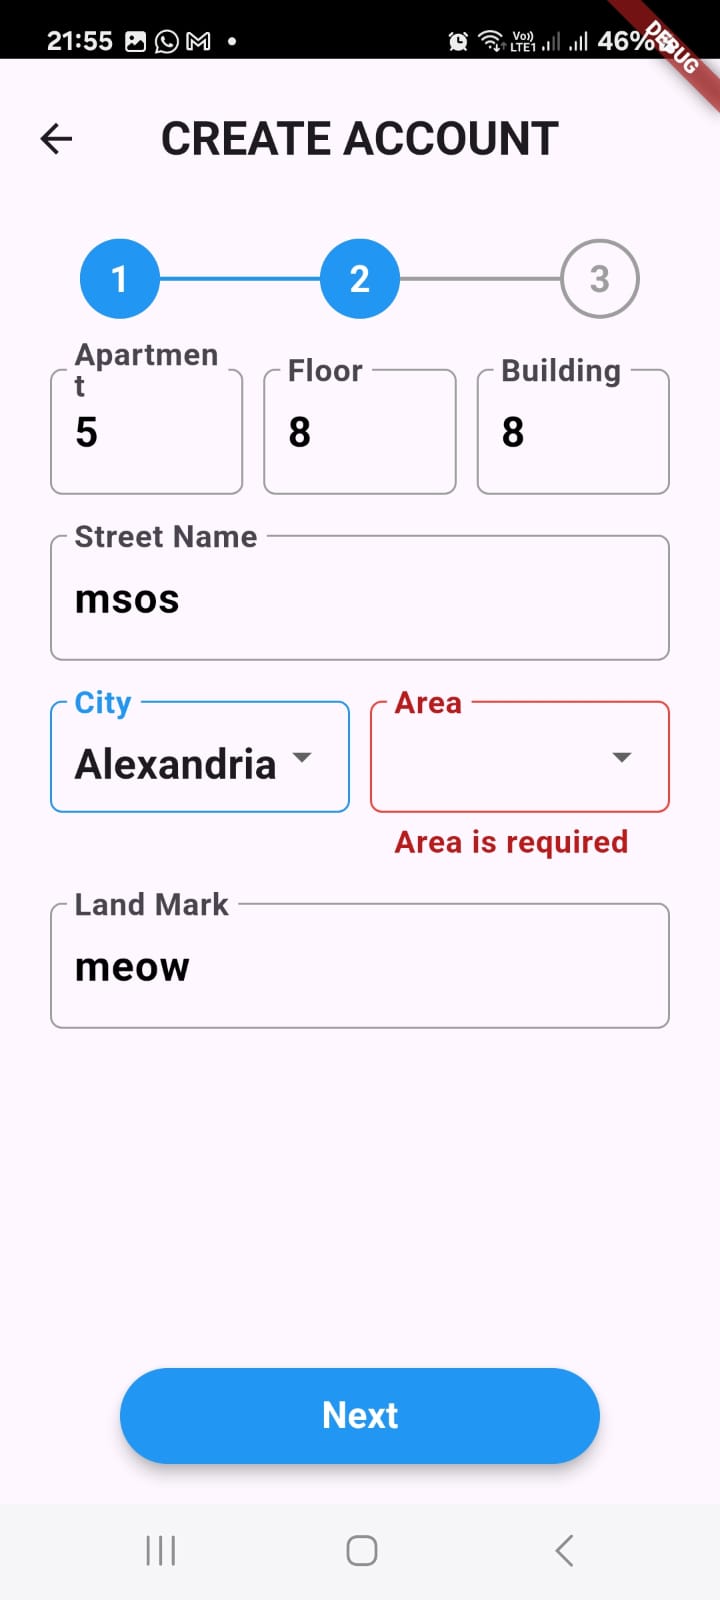 21:55
Vo))
LTE1
46%
DEBUG
CREATE ACCOUNT
1
2
3
Apartmen
t
Floor
Building
5
8
8
Street Name
msos
City
Area
Alexandria
Area is required
Land Mark
meow
Next